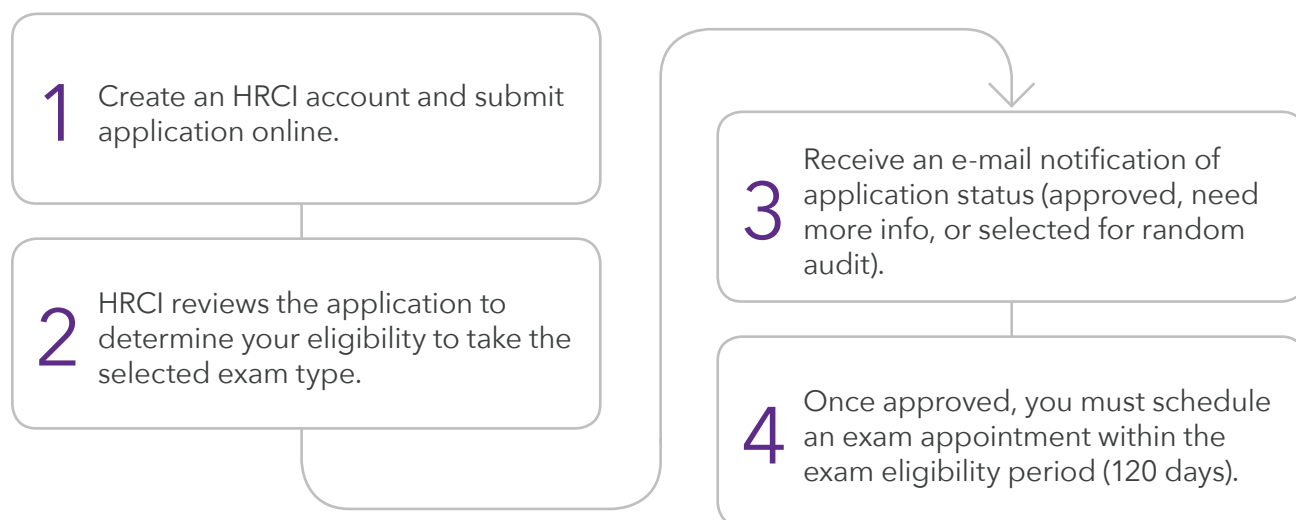 1
Create an HRCI account and submit
application online.
2
HRCI reviews the application to
determine your eligibility to take the
selected exam type.
3
Receive an e-mail notification of
application status (approved, need
more info, or selected for random
audit).
4
Once approved, you must schedule
an exam appointment within the
exam eligibility period (120 days).